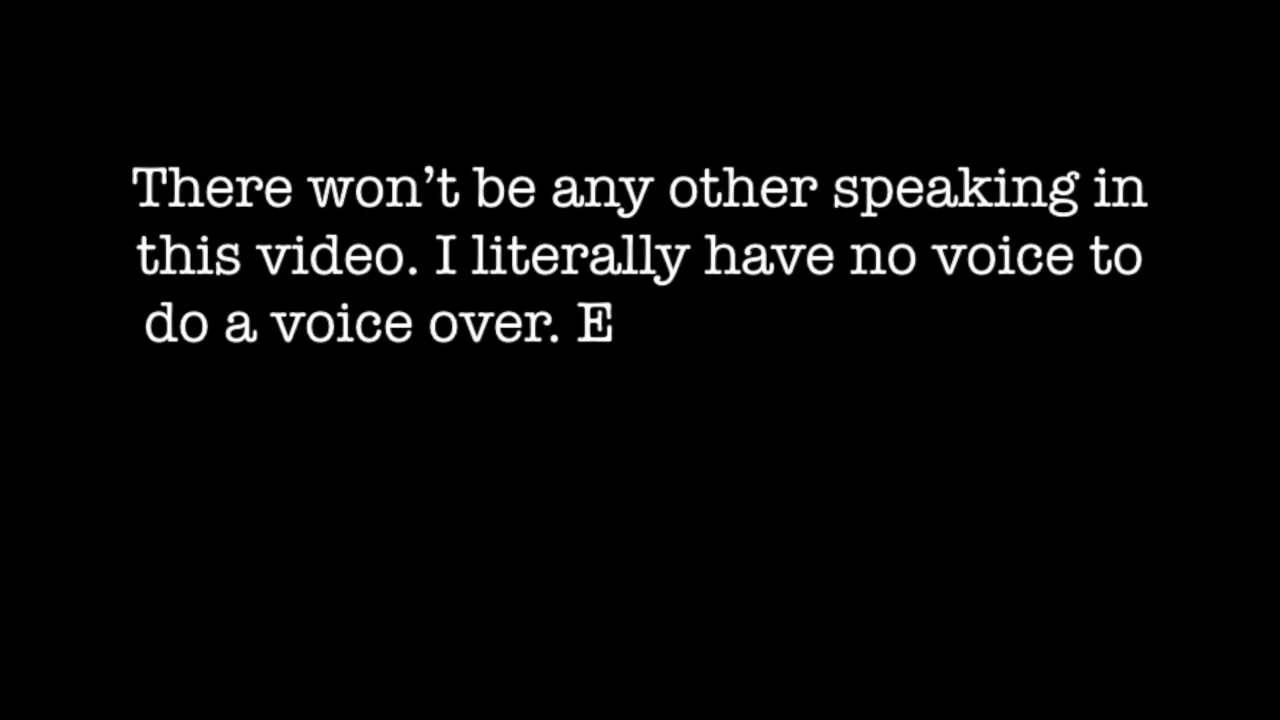 There won’t be any other speaking in
this video. I literally have no voice to
do a voice over. E